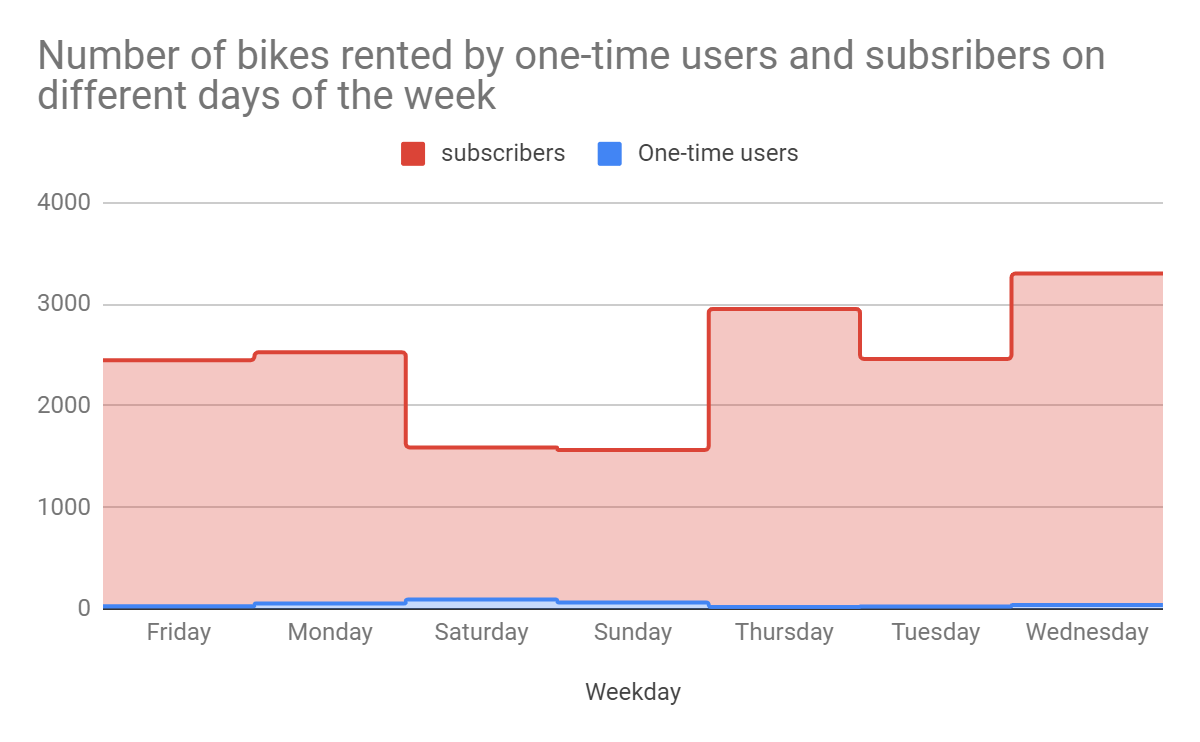 Number of bikes rented by one-time users and subsribers on
different days of the week
subscribers One-time users
4000
3000
2000
1000
0
Friday Monday Saturday Sunday Thursday Tuesday Wednesday
Weekday